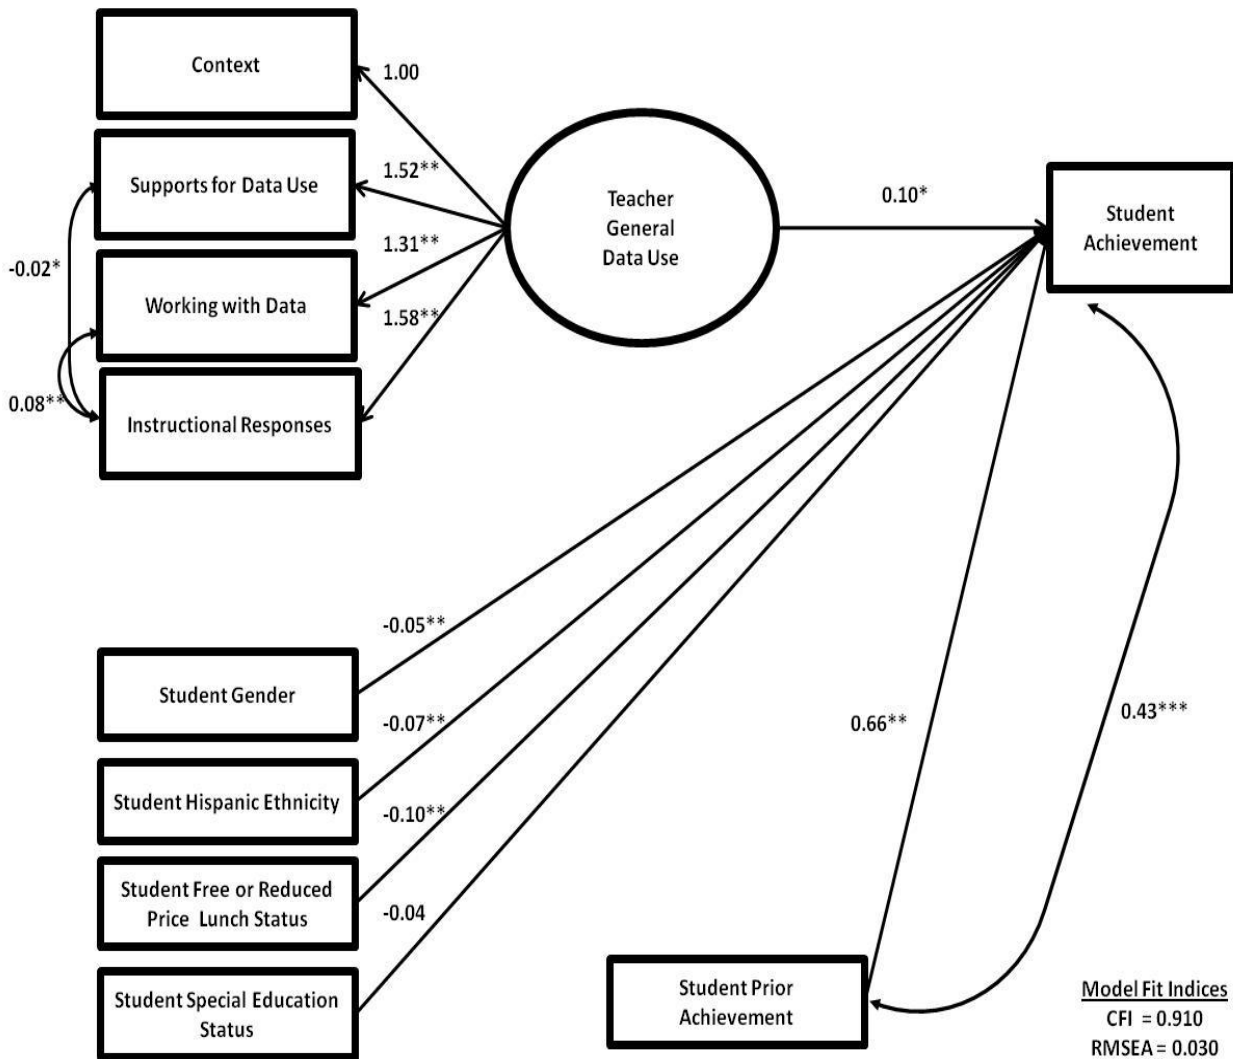 Context
1.00
Supports for Data Use
1.52**
Working with Data
1.31**
Instructional Responses
1.58**
-0.02*
0.08**
Teacher
General
Data Use
0.10*
Student
Achievement
Student Gender
-0.05**
Student Hispanic Ethnicity
-0.07**
Student Free or Reduced
Price Lunch Status
-0.10**
Student Special Education
Status
-0.04
Student Prior
Achievement
0.66**
0.43***
Model Fit Indices
CFI = 0.910
RMSEA = 0.030